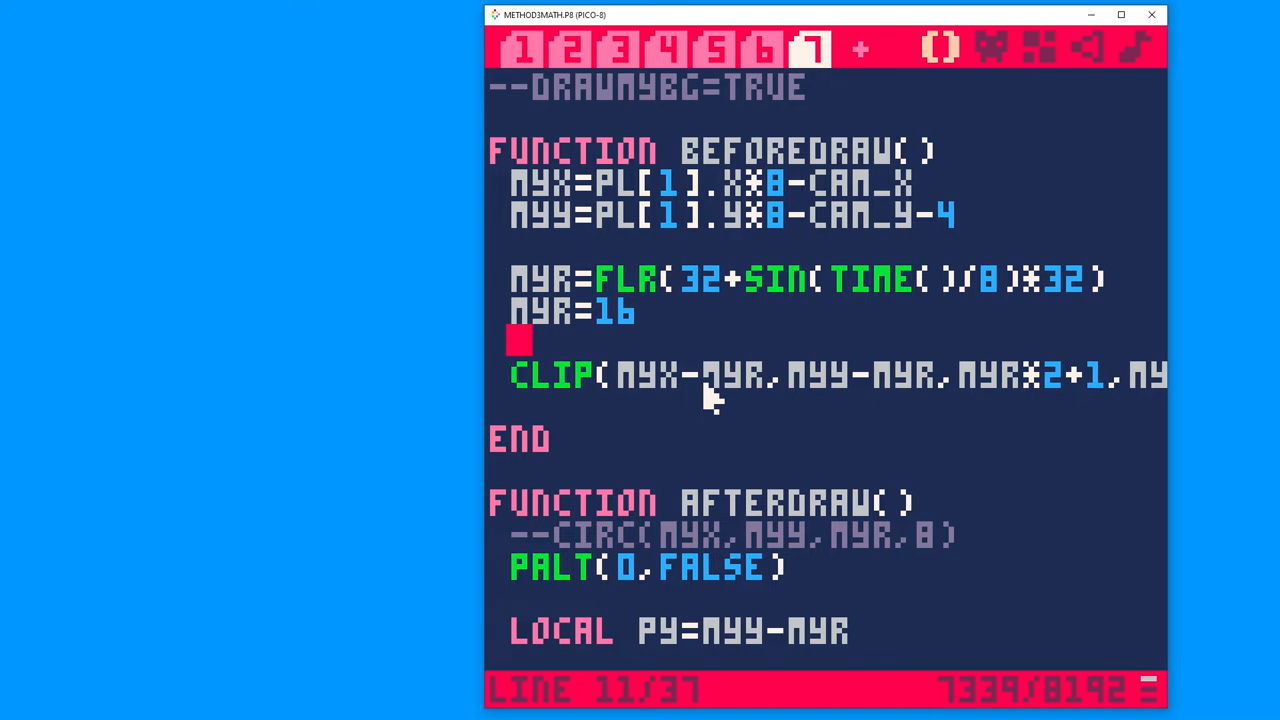 METHOD3MATH.P8 (PICO-8)
1 2 3 4 5 6 7 + ()
--DRAWMYBG=TRUE
FUNCTION BEFOREDRAW()
MYX=PL[1].X*8-CAM_X
MYY=PL[1].Y*8-CAM_Y-4
MYR=FLR(32+SIN(TIME()/8)*32)
MYR=16
CLIP(MYX-MYR,MYY-MYR,MYR*2+1,MY
END
FUNCTION AFTERDRAW()
--CIRC(MYX,MYY,MYR,8)
PALT(0,FALSE)
LOCAL PY=MYY-MYR
LINE 11/37 7339/8192